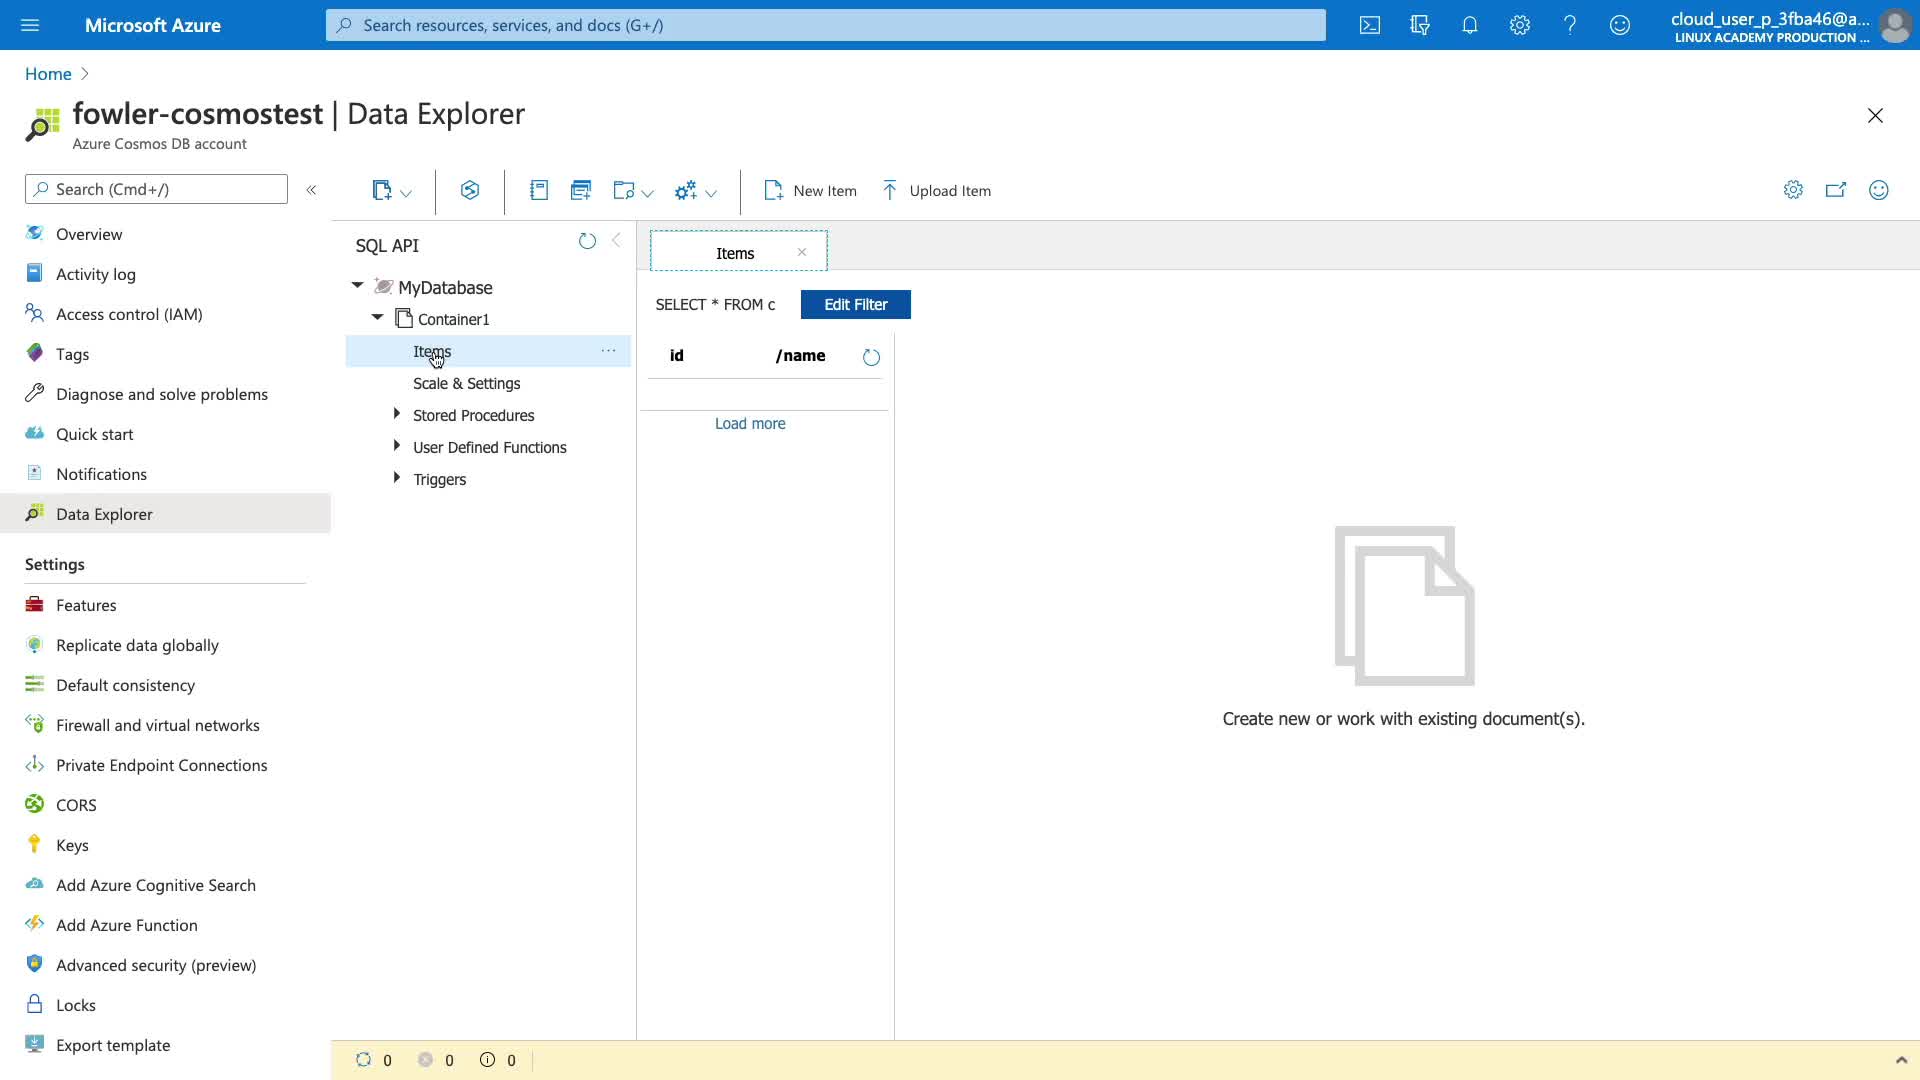 Microsoft Azure
Search resources, services, and docs (G+/)
cloud_user_p_3fba46@a...
LINUX ACADEMY PRODUCTION ...
Home
fowler-cosmostest | Data Explorer
Azure Cosmos DB account
Search (Cmd+/)
«
New Item
Upload Item
Overview
Activity log
Access control (IAM)
Tags
Diagnose and solve problems
Quick start
Notifications
Data Explorer
Settings
Features
Replicate data globally
Default consistency
Firewall and virtual networks
Private Endpoint Connections
CORS
Keys
Add Azure Cognitive Search
Add Azure Function
Advanced security (preview)
Locks
Export template
SQL API
MyDatabase
Container1
Items
...
Scale & Settings
Stored Procedures
User Defined Functions
Triggers
Items
SELECT * FROM c
Edit Filter
id /name
Load more
Create new or work with existing document(s).
0 0 0